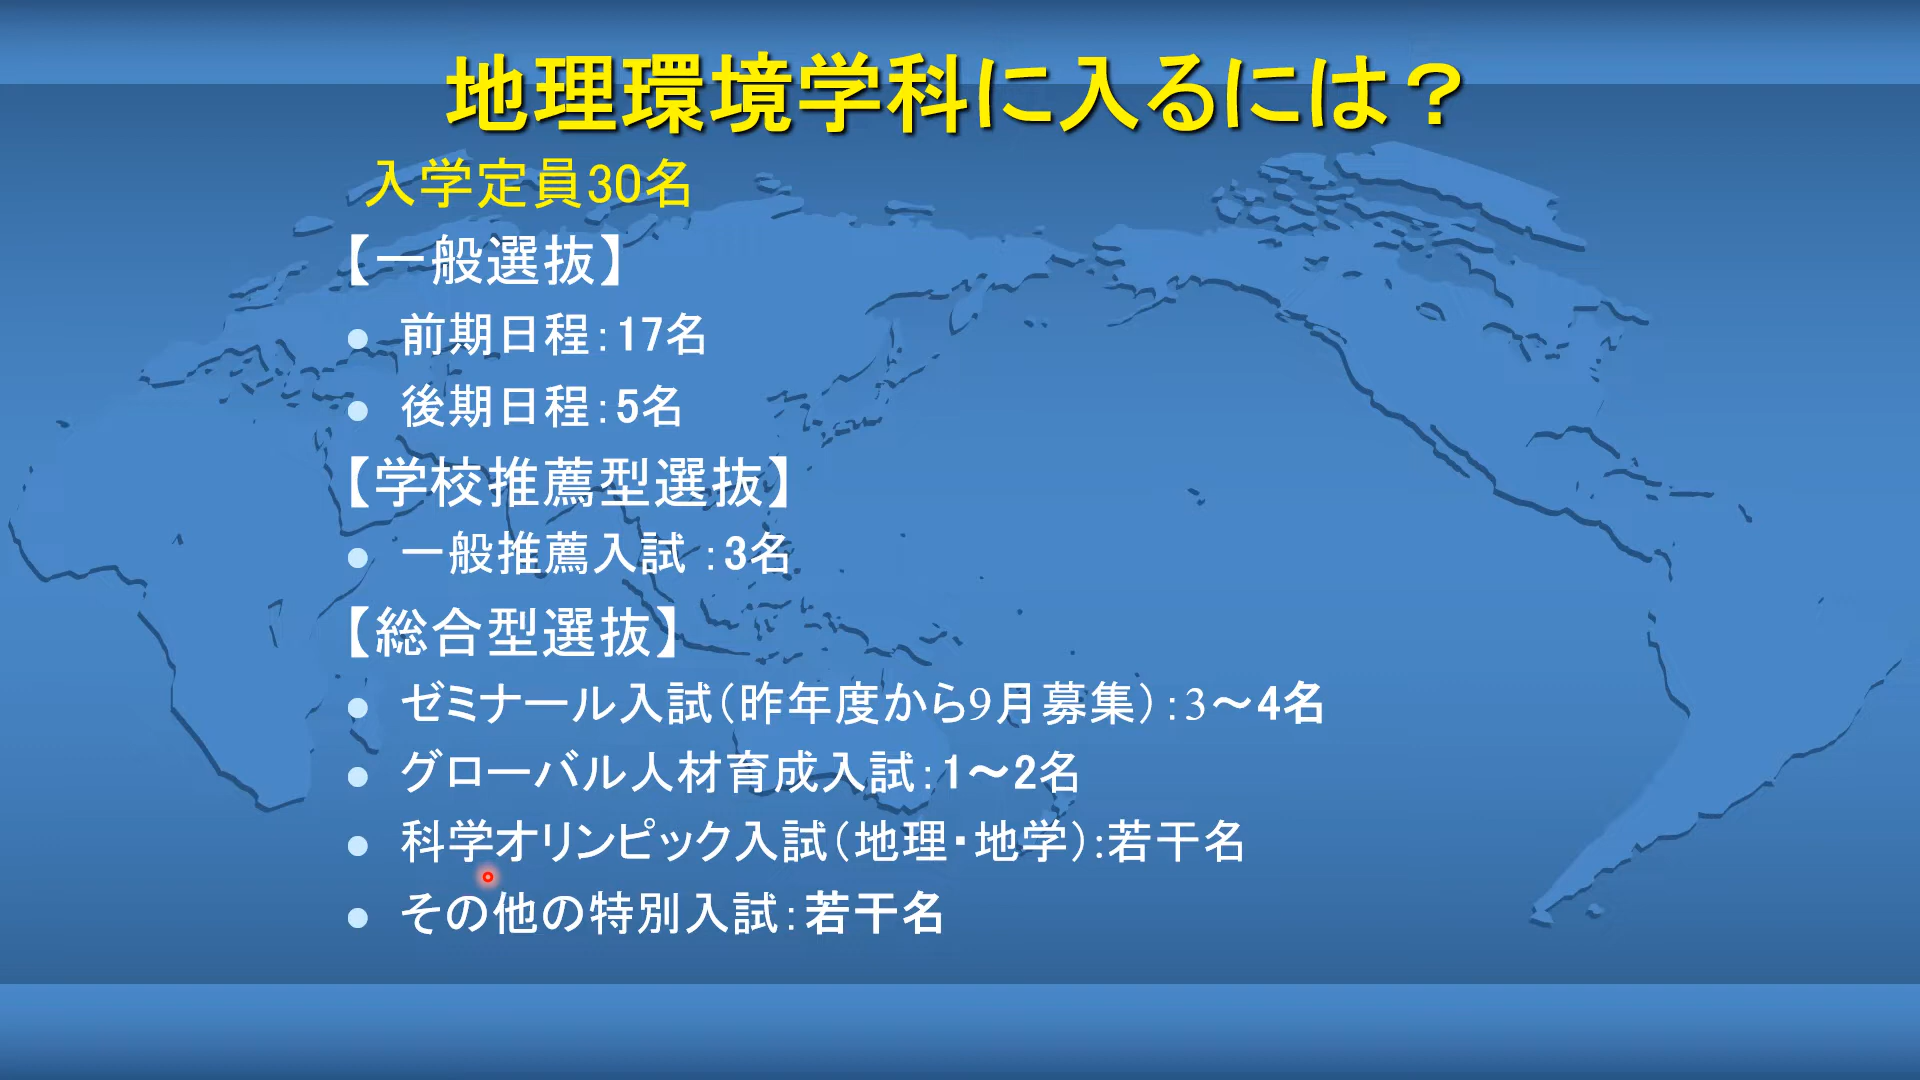 地理環境学科に入るには？
入学定員30名
【一般選抜】
● 前期日程：17名
● 後期日程：5名
【学校推薦型選抜】
● 一般推薦入試 ：3名
【総合型選抜】
● ゼミナール入試（昨年度から9月募集）：3～4名
● グローバル人材育成入試：1～2名
● 科学オリンピック入試（地理・地学）:若干名
● その他の特別入試：若干名